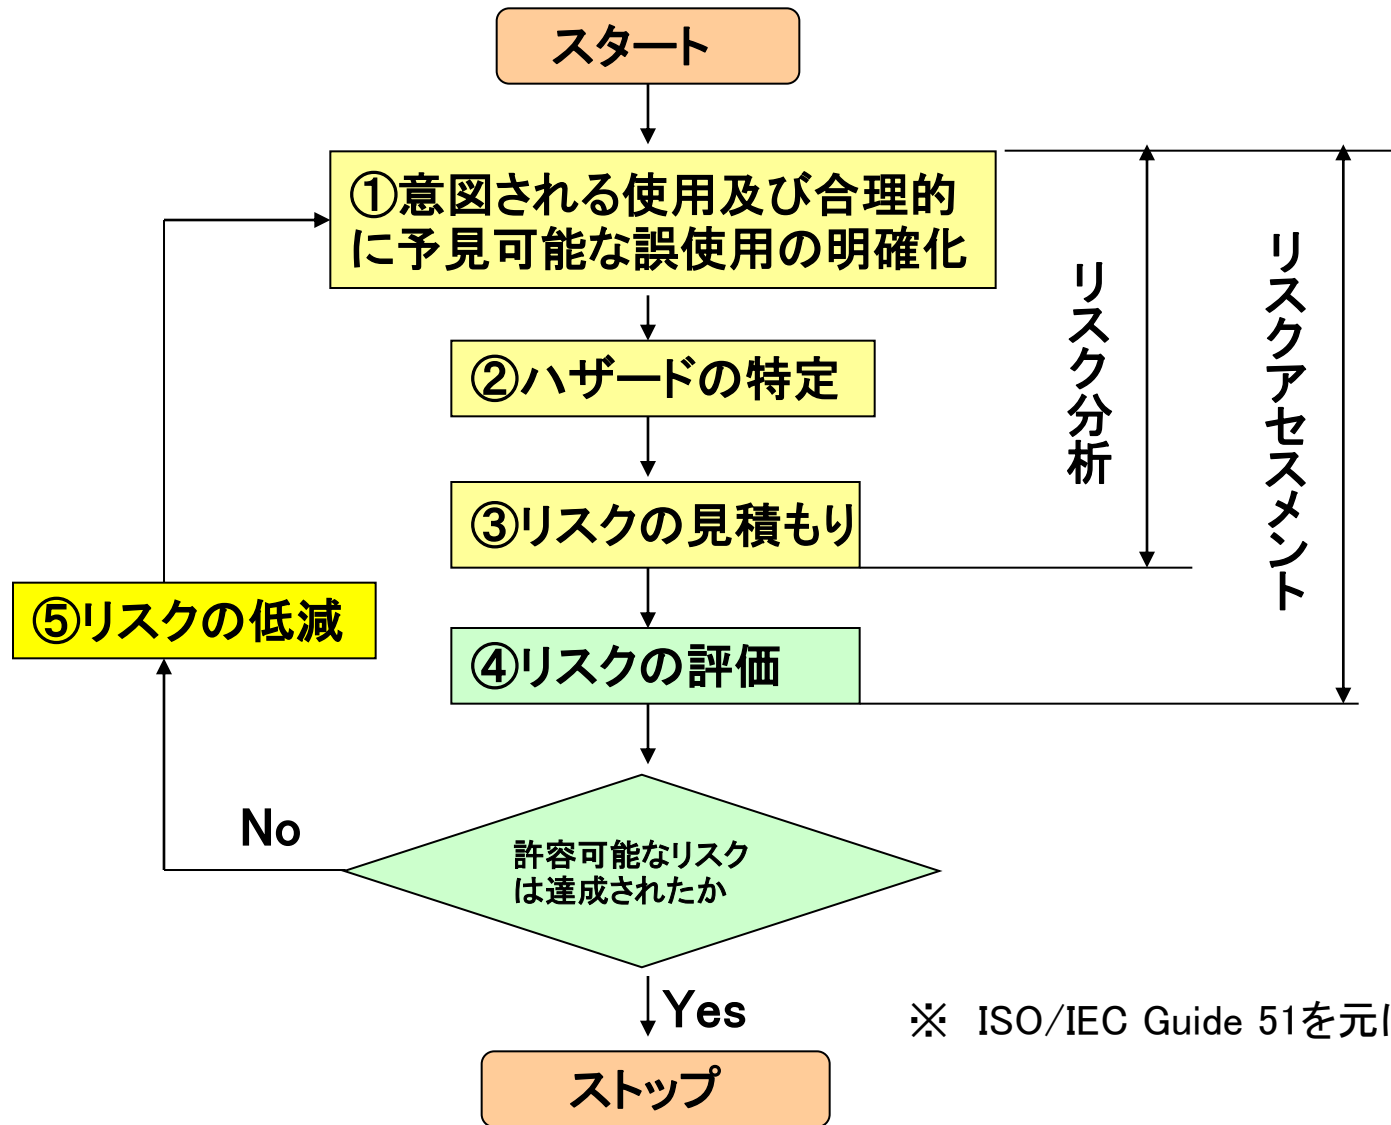 スタート
①意図される使用及び合理的
に予見可能な誤使用の明確化
②ハザードの特定
③リスクの見積もり
④リスクの評価
⑤リスクの低減
リスク分析
リスクアセスメント
許容可能なリスク
は達成されたか
No
Yes
※ ISO/IEC Guide 51を元に
ストップ